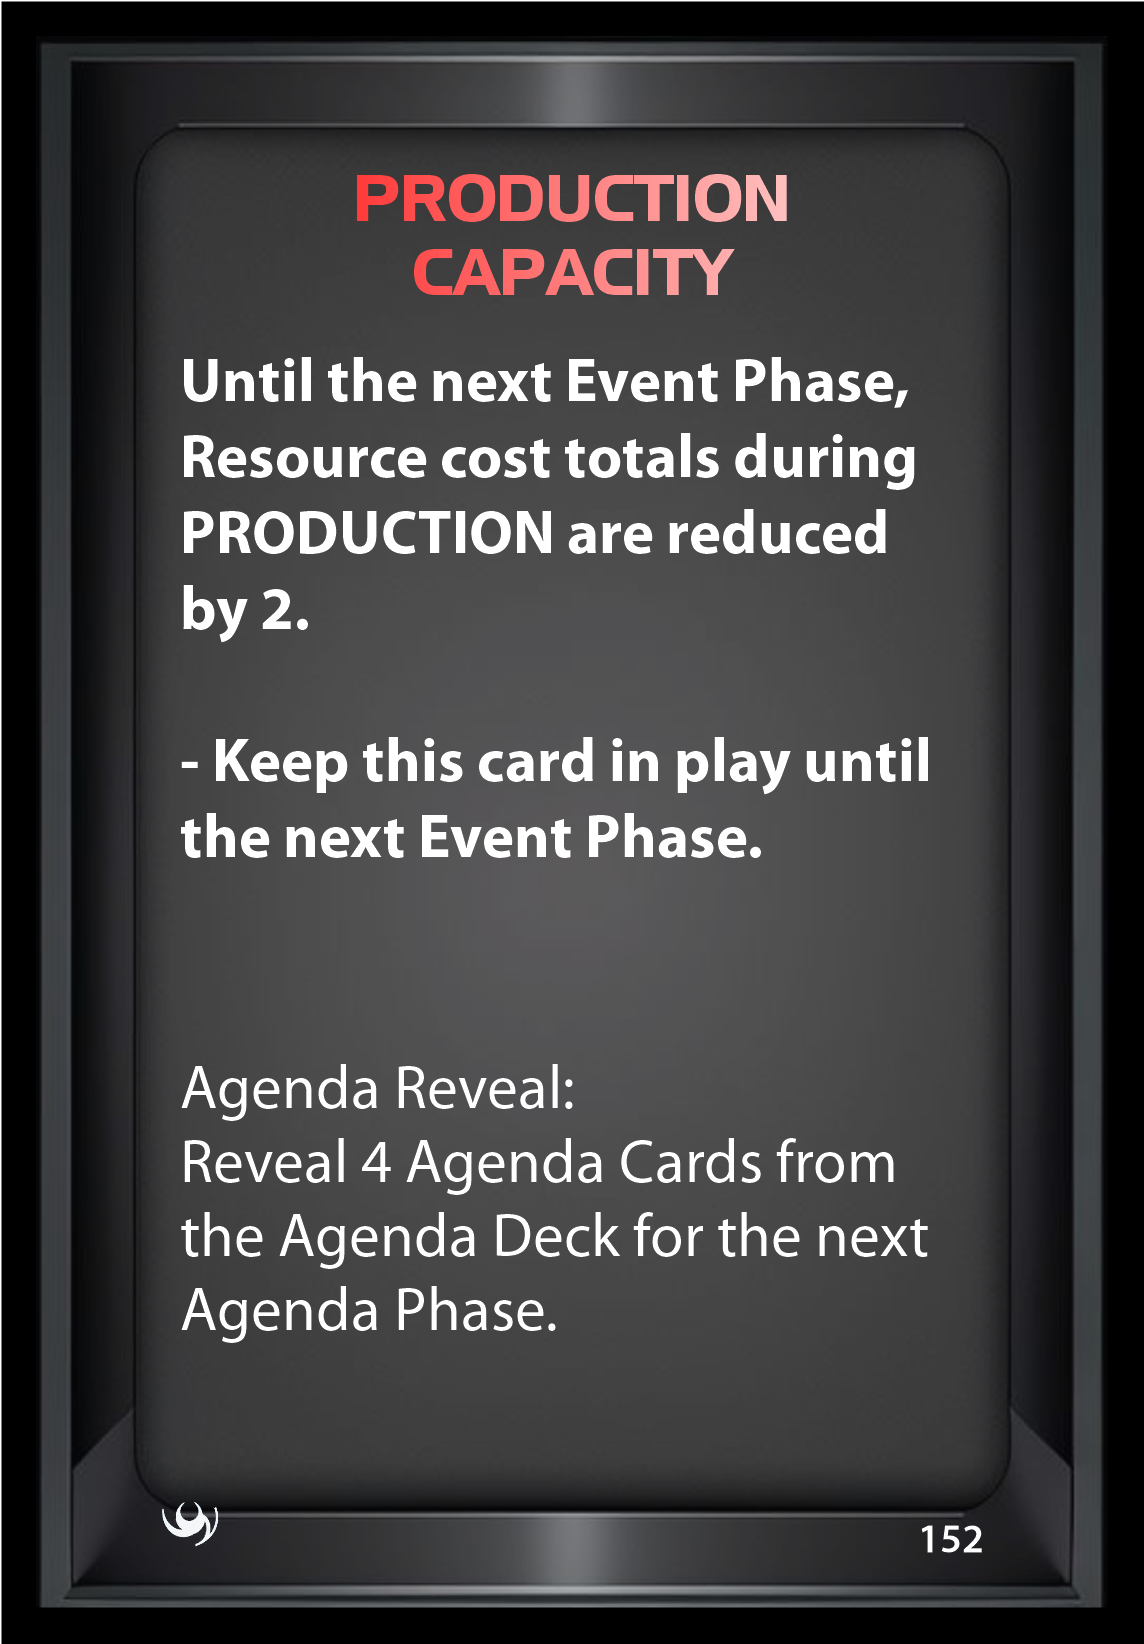 PRODUCTION
CAPACITY
Until the next Event Phase,
Resource cost totals during
PRODUCTION are reduced
by 2.
- Keep this card in play until
the next Event Phase.
Agenda Reveal:
Reveal 4 Agenda Cards from
the Agenda Deck for the next
Agenda Phase.
152